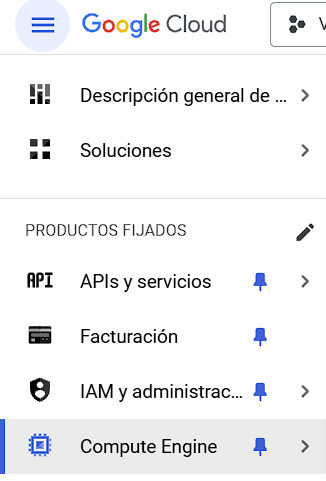 Google Cloud
V
Descripción general de ...
Soluciones
PRODUCTOS FIJADOS
API APIs y servicios
Facturación
IAM y administrac...
Compute Engine